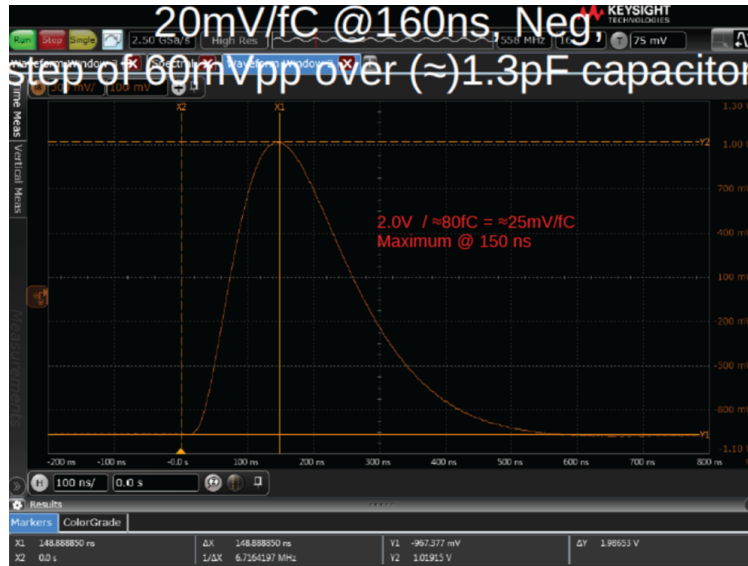 20mV/fC @160ns, Neg,
step of 60mVpp over (≈)1.3pF capacitor
KEYSIGHT
TECHNOLOGIES
Run Stop Single 2.50 GSa/s High Res 558 MHz T 75 mV
100 mV
Time Meas
Vertical Meas
Measurements
X2 X1
1.30 V
1.00 V
700 m
400 m
100 m
-200 m
-500 m
-800 m
-1.10
Y2
Y1
2.0V / ≈80fC = ≈25mV/fC
Maximum @ 150 ns
-200 ns -100 ns -0.0 s 100 ns 200 ns 300 ns 400 ns 500 ns 600 ns 700 ns 800 ns
H 100 ns/ 0.0 s
Results
Markers ColorGrade
X1 148.888850 ns ΔX 148.888850 ns Y1 -967.377 mV ΔY 1.98653 V
X2 0.0 s 1/ΔX 6.7164197 MHz Y2 1.01915 V